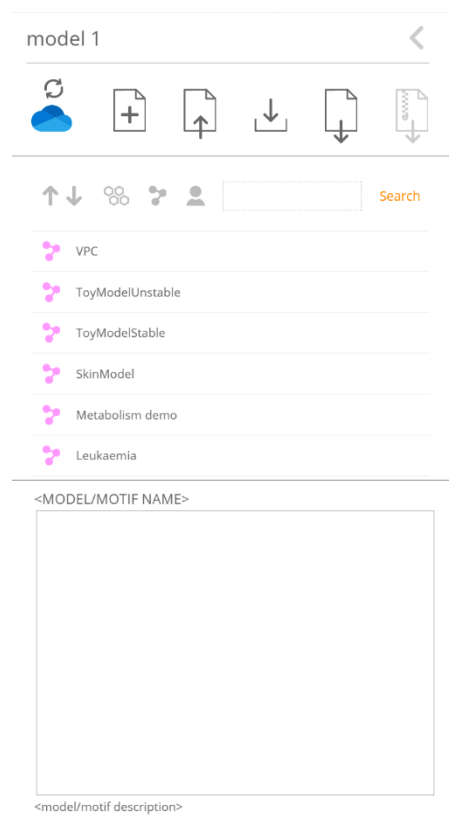 model 1
Search
VPC
ToyModelUnstable
ToyModelStable
SkinModel
Metabolism demo
Leukaemia
<MODEL/MOTIF NAME>
<model/motif description>